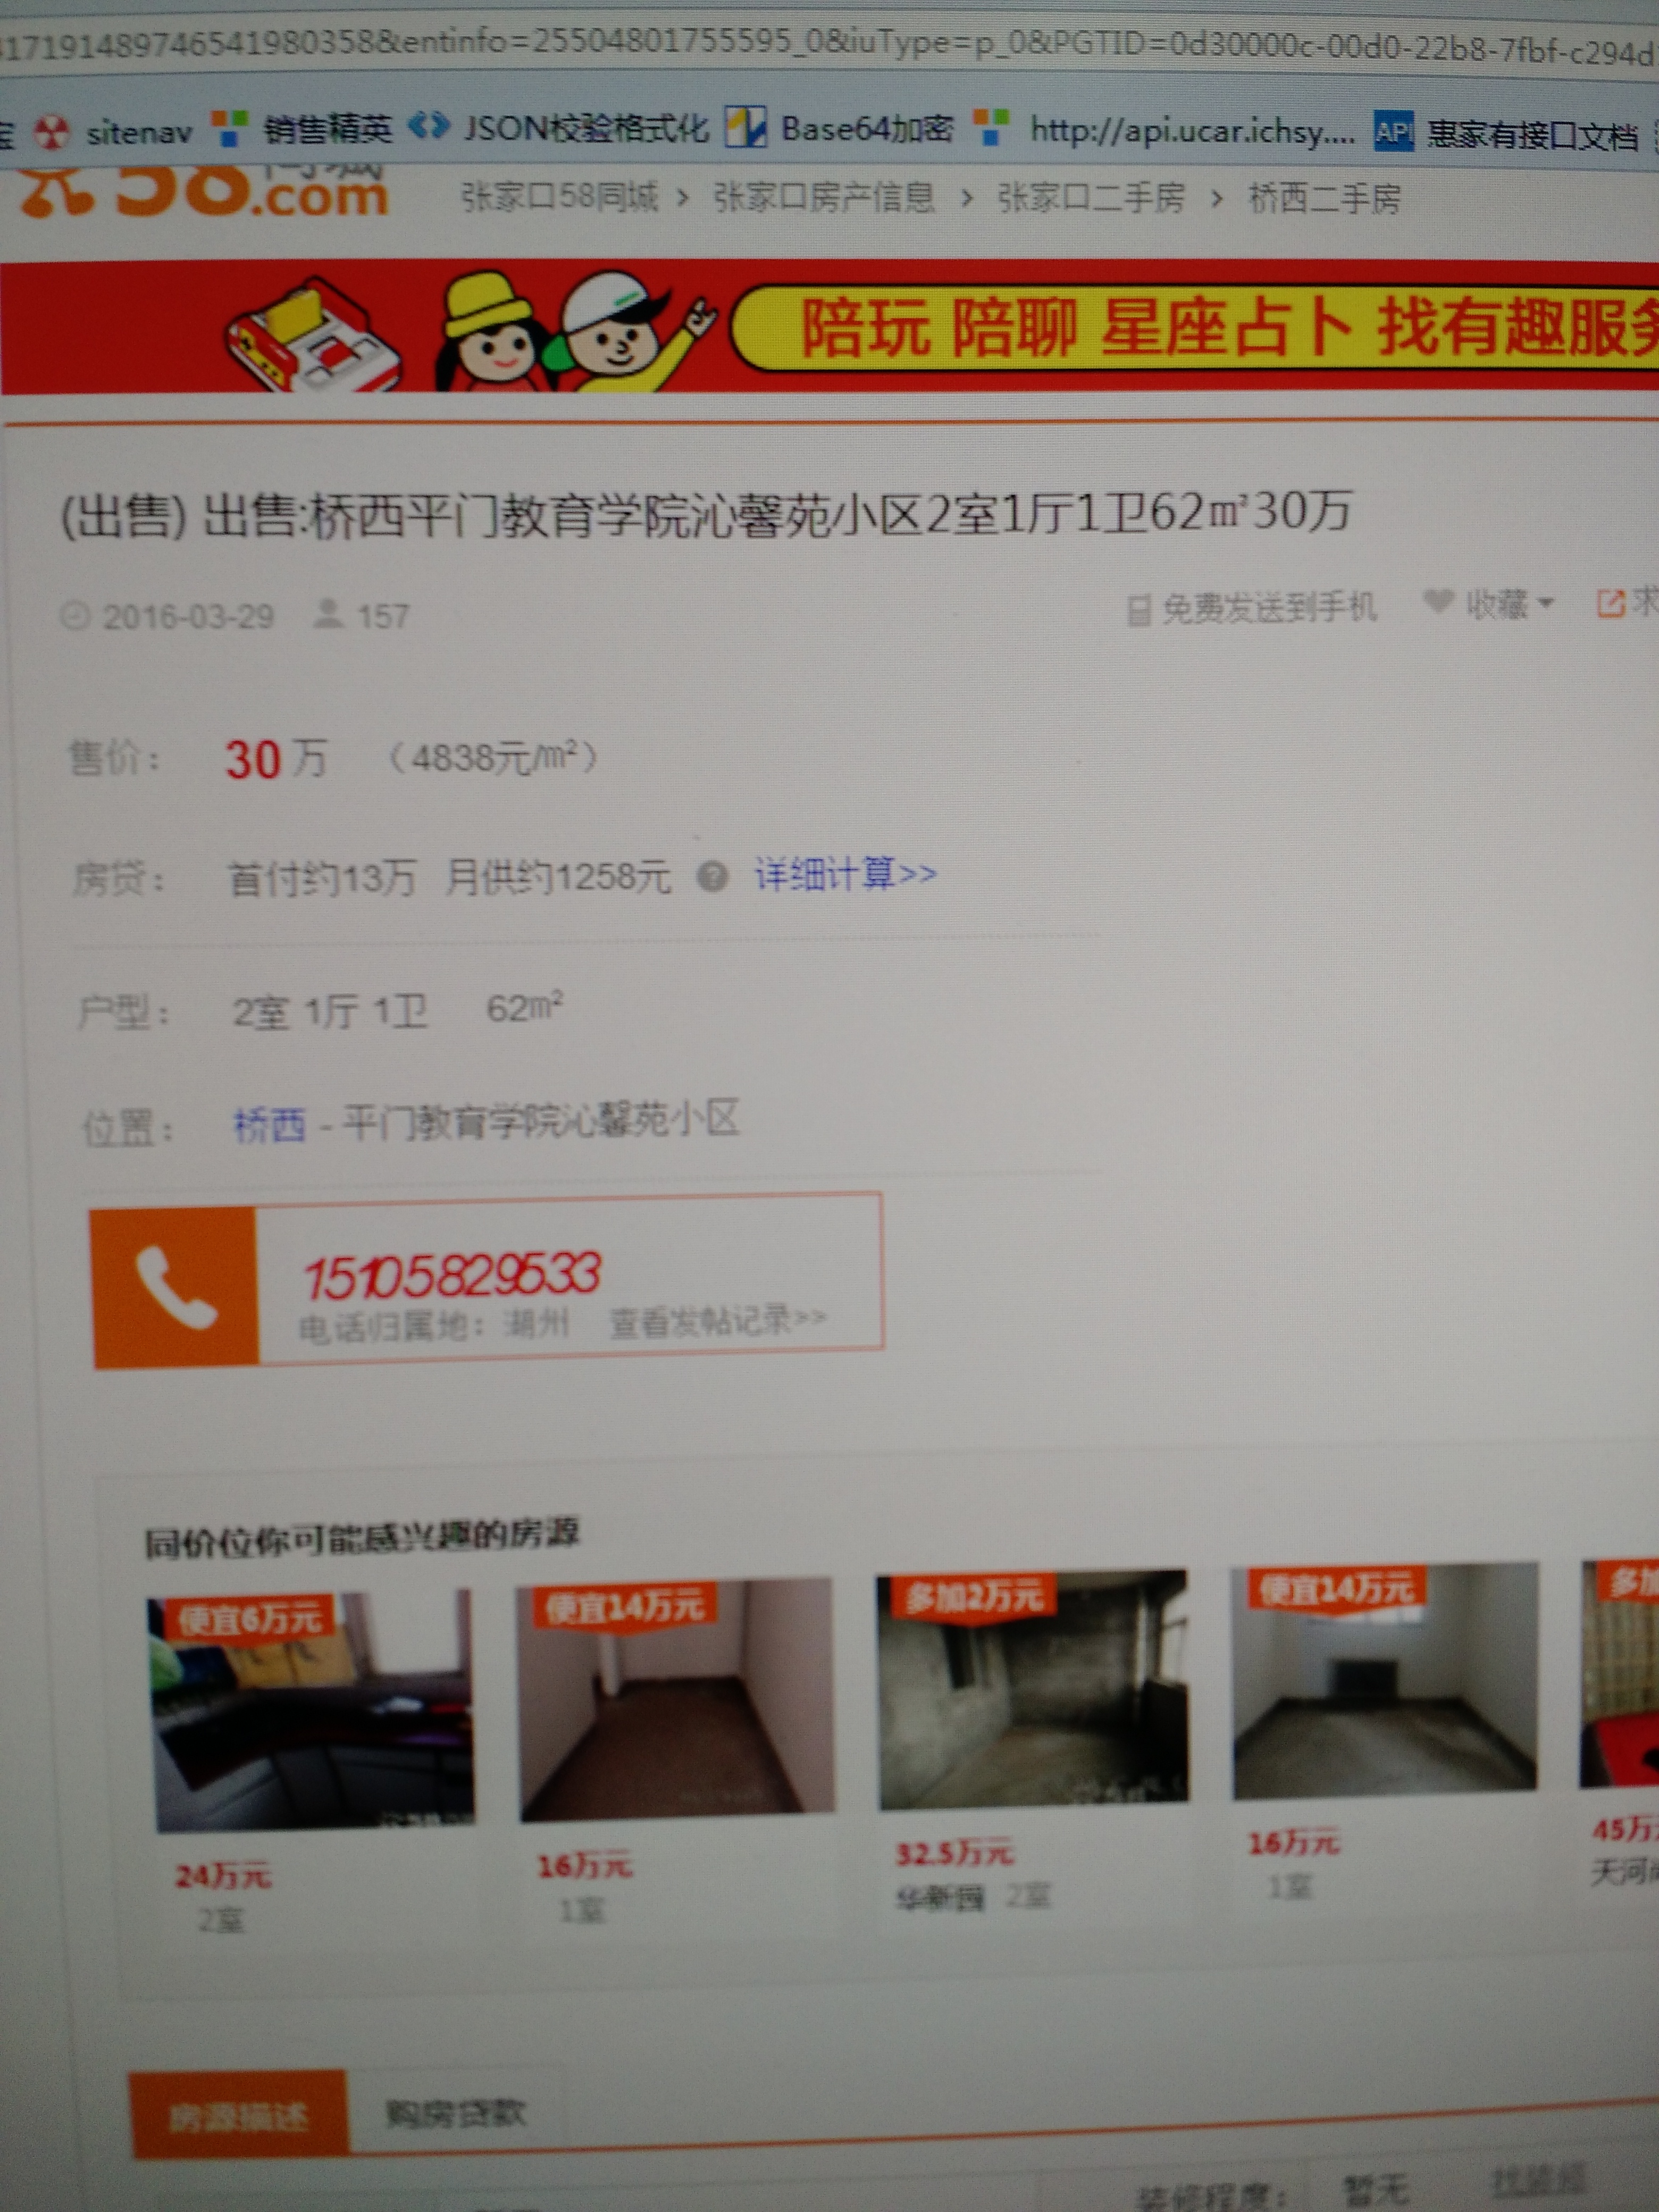 417191489746541980358&entinfo=25504801755595_0&iuType=p_0&PGTID=0d30000c-00d0-22b8-7fbf-c294d
sitenav 销售精英 JSON校验格式化 Base64加密 http://api.ucar.ichsy.... API 惠家有接口文档
58.com 张家口58同城 > 张家口房产信息 > 张家口二手房 > 桥西二手房
陪玩 陪聊 星座占卜 找有趣服务
(出售) 出售:桥西平门教育学院沁馨苑小区2室1厅1卫62㎡30万
2016-03-29 157 免费发送到手机 收藏 求
售价: 30万 (4838元/㎡)
房贷: 首付约13万 月供约1258元 ? 详细计算>>
户型: 2室 1厅 1卫 62㎡
位置: 桥西 - 平门教育学院沁馨苑小区
15105829533
电话归属地: 湖州 查看发帖记录>>
同价位你可能感兴趣的房源
便宜6万元 便宜14万元 多加2万元 便宜14万元 多加
24万元 16万元 32.5万元 16万元 45万
2室 1室 华新园 2室 1室 天河
房源描述 购房贷款
装修程度: 暂无